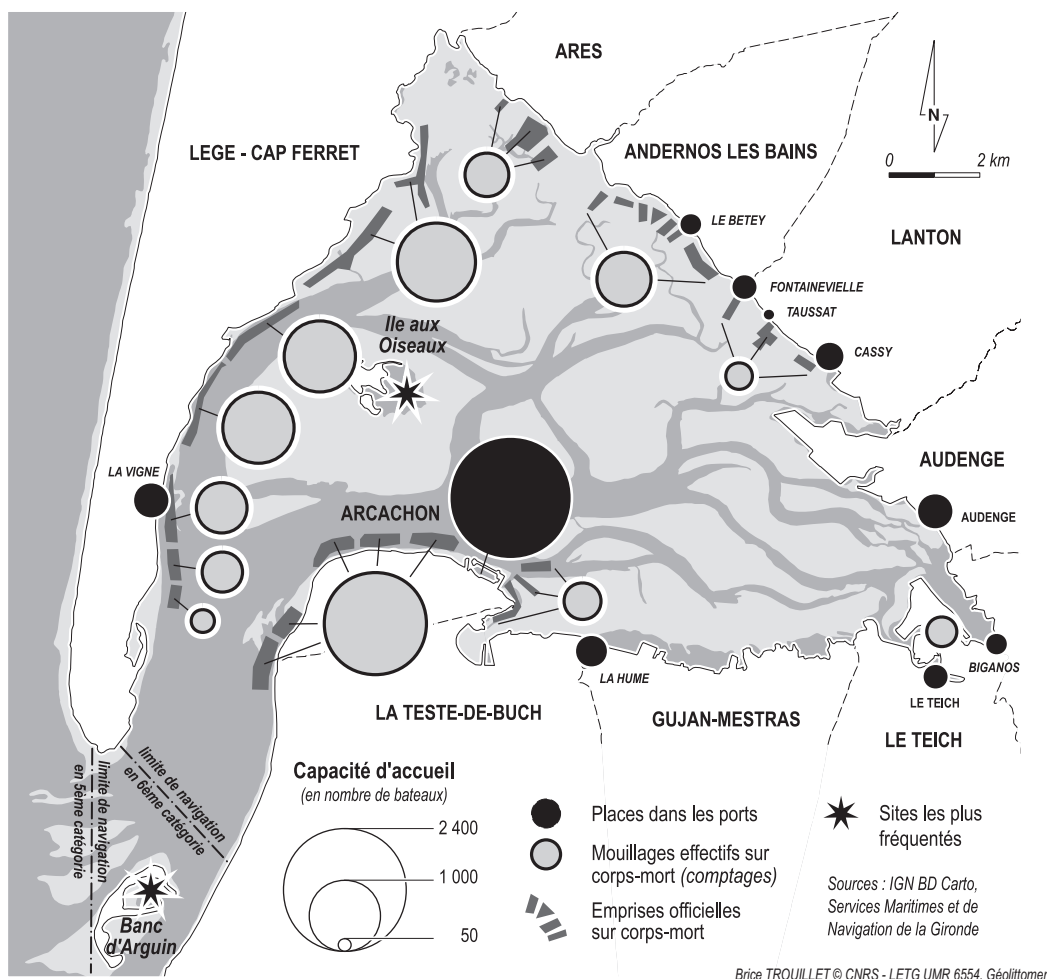 ARES
LEGE - CAP FERRET
ANDERNOS LES BAINS
N
0 2 km
LE BETEY
LANTON
FONTAINEVIELLE
TAUSSAT
Ile aux
Oiseaux
CASSY
LA VIGNE
AUDENGE
ARCACHON
AUDENGE
BIGANOS
LA HUME
LE TEICH
LA TESTE-DE-BUCH
GUJAN-MESTRAS
LE TEICH
limite de navigation
en 6ème catégorie
limite de navigation
en 5ème catégorie
Banc
d'Arguin
Capacité d'accueil
(en nombre de bateaux)
2 400
1 000
50
Places dans les ports
Mouillages effectifs sur
corps-mort (comptages)
Emprises officielles
sur corps-mort
Sites les plus
fréquentés
Sources : IGN BD Carto,
Services Maritimes et de
Navigation de la Gironde
Brice TROUILLET © CNRS - LETG UMR 6554, Géolittomer